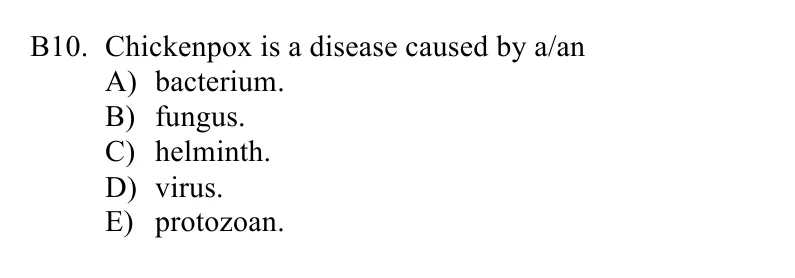 B10. Chickenpox is a disease caused by a/an
A) bacterium.
B) fungus.
C) helminth.
D) virus.
E) protozoan.